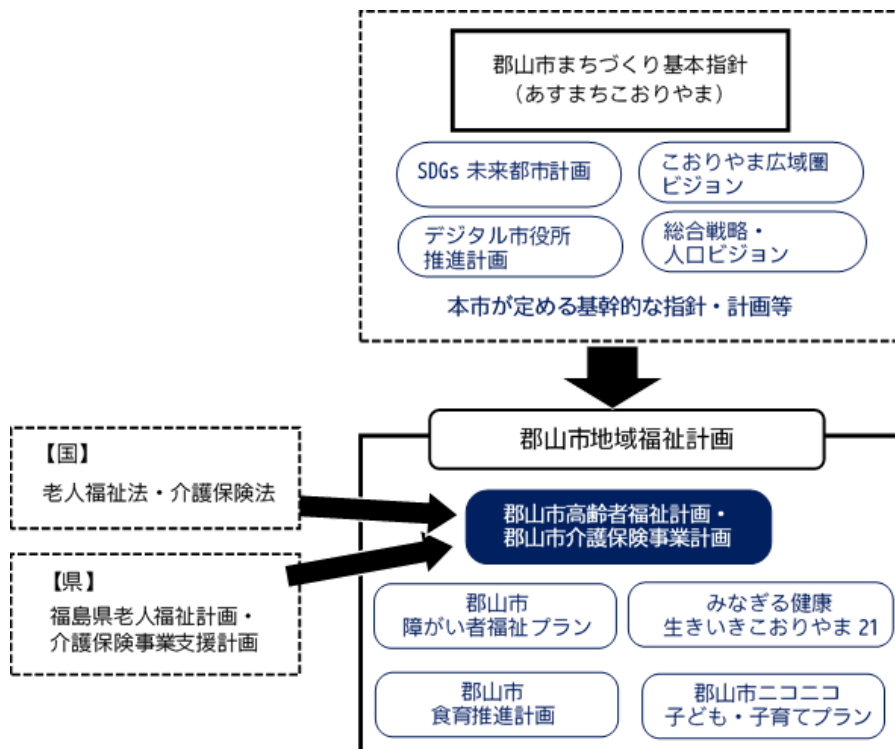 郡山市まちづくり基本指針
（あすまちこおりやま）
SDGs 未来都市計画
こおりやま広域圏
ビジョン
デジタル市役所
推進計画
総合戦略・
人口ビジョン
本市が定める基幹的な指針・計画等
郡山市地域福祉計画
【国】
老人福祉法・介護保険法
郡山市高齢者福祉計画・
郡山市介護保険事業計画
【県】
福島県老人福祉計画・
介護保険事業支援計画
郡山市
障がい者福祉プラン
みなぎる健康
生きいきこおりやま 21
郡山市
食育推進計画
郡山市ニコニコ
子ども・子育てプラン